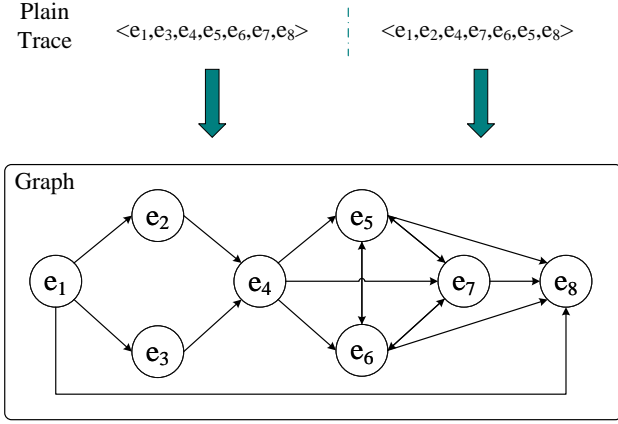 Plain
Trace
<e₁,e₃,e₄,e₅,e₆,e₇,e₈>
<e₁,e₂,e₄,e₇,e₆,e₅,e₈>
Graph
e₂
e₅
e₁
e₄
e₇
e₈
e₃
e₆